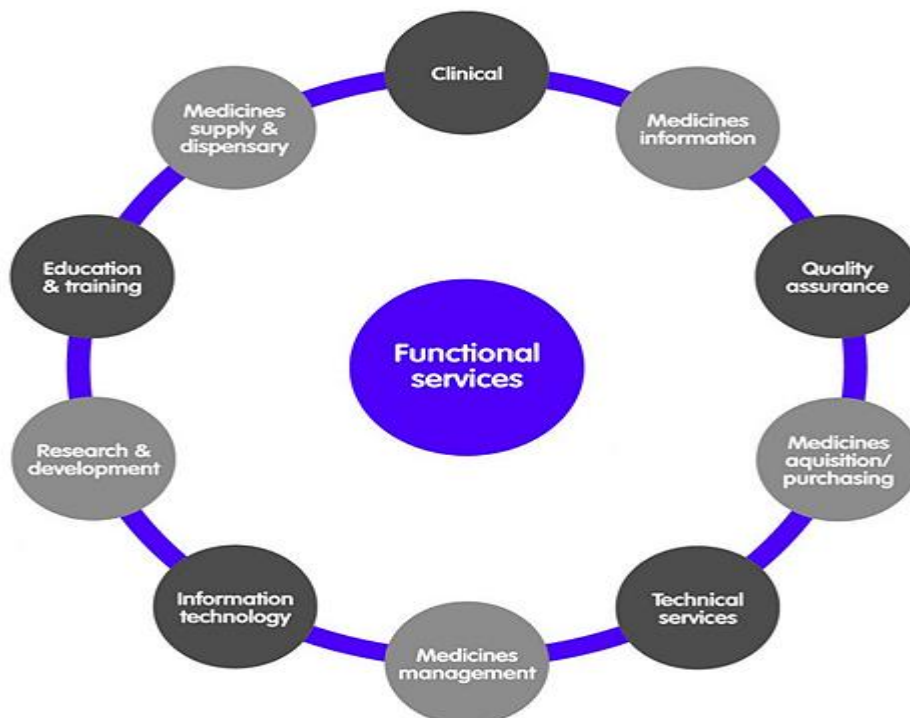 Clinical
Medicines
information
Quality
assurance
Medicines
aquisition/
purchasing
Technical
services
Medicines
management
Information
technology
Research &
development
Education
& training
Medicines
supply &
dispensary
Functional
services